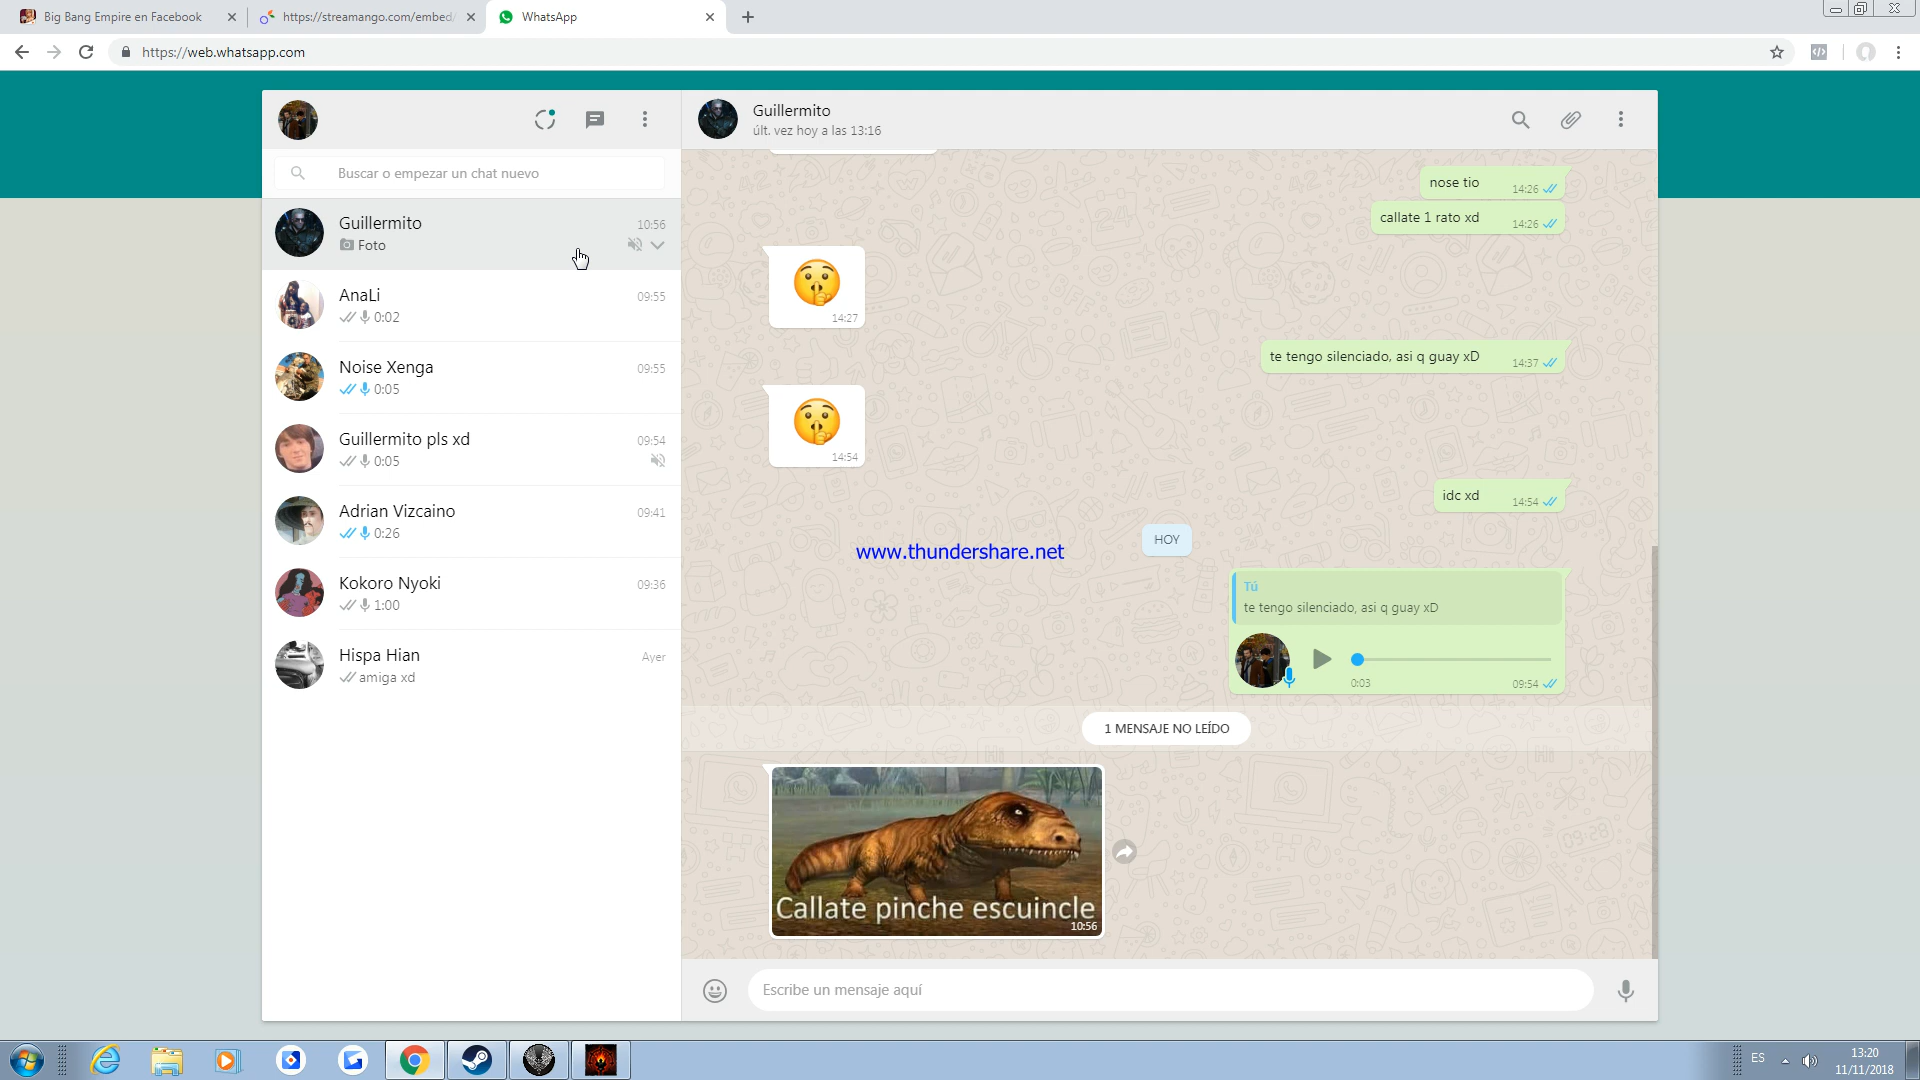 Big Bang Empire en Facebook
https://streamango.com/embed/
WhatsApp
https://web.whatsapp.com
Buscar o empezar un chat nuevo
Guillermito 10:56
Foto
AnaLi 09:55
0:02
Noise Xenga 09:55
0:05
Guillermito pls xd 09:54
0:05
Adrian Vizcaino 09:41
0:26
Kokoro Nyoki 09:36
1:00
Hispa Hian Ayer
amiga xd
Guillermito
últ. vez hoy a las 13:16
nose tio 14:26
callate 1 rato xd 14:26
14:27
te tengo silenciado, asi q guay xD 14:37
14:54
idc xd 14:54
HOY
www.thundershare.net
Tú
te tengo silenciado, asi q guay xD
0:03 09:54
1 MENSAJE NO LEÍDO
Callate pinche escuincle
10:56
Escribe un mensaje aquí
ES
13:20
11/11/2018